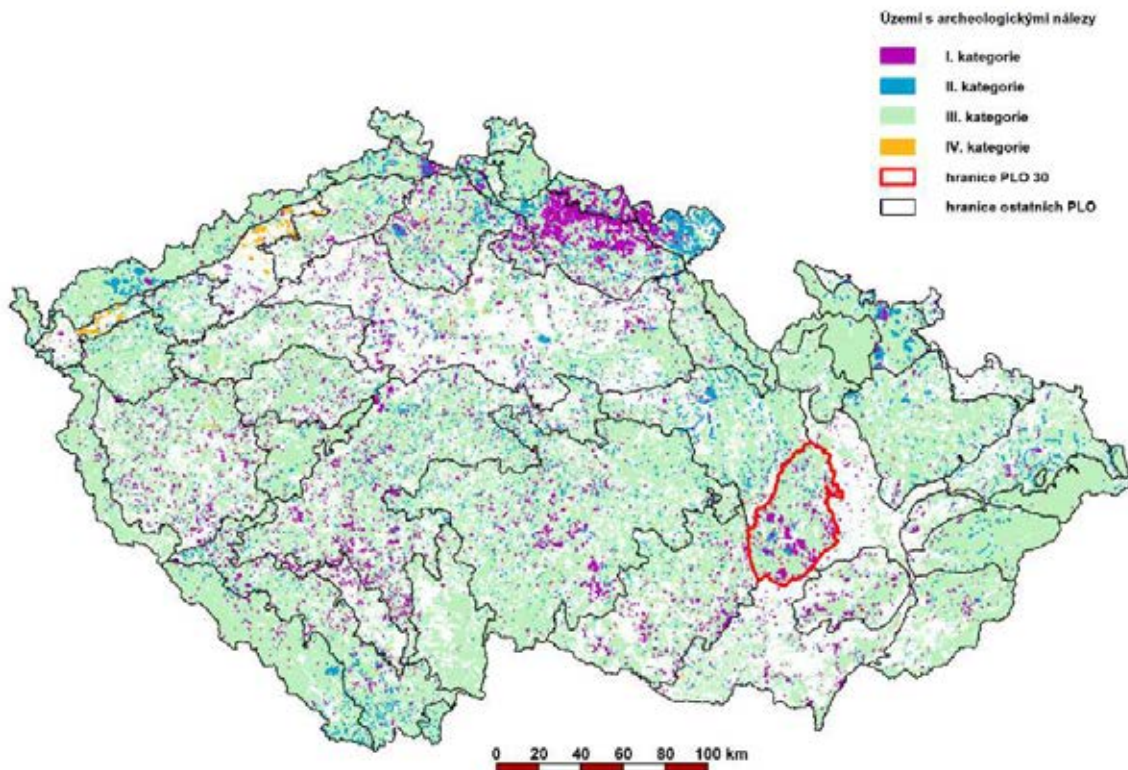 Území s archeologickými nálezy
I. kategorie
II. kategorie
III. kategorie
IV. kategorie
hranice PLO 30
hranice ostatních PLO
0 20 40 60 80 100 km